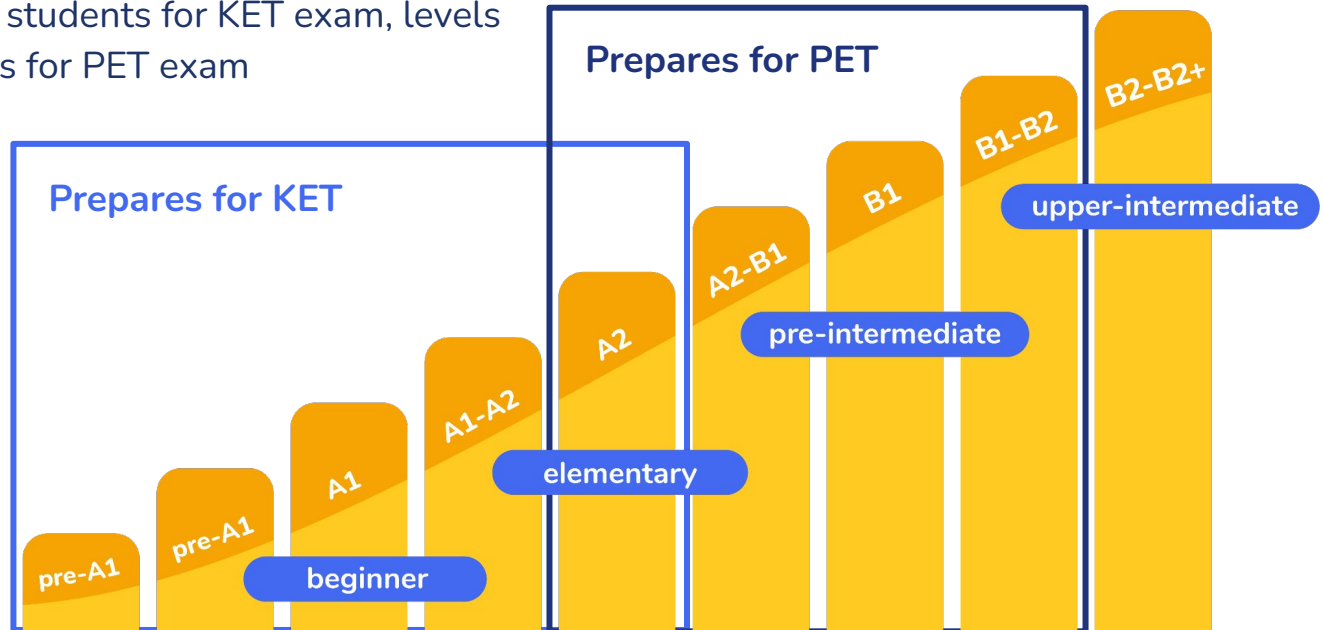 students for KET exam, levels
s for PET exam
Prepares for PET
Prepares for KET
pre-A1
pre-A1
A1
A1-A2
A2
A2-B1
B1
B1-B2
B2-B2+
beginner
elementary
pre-intermediate
upper-intermediate